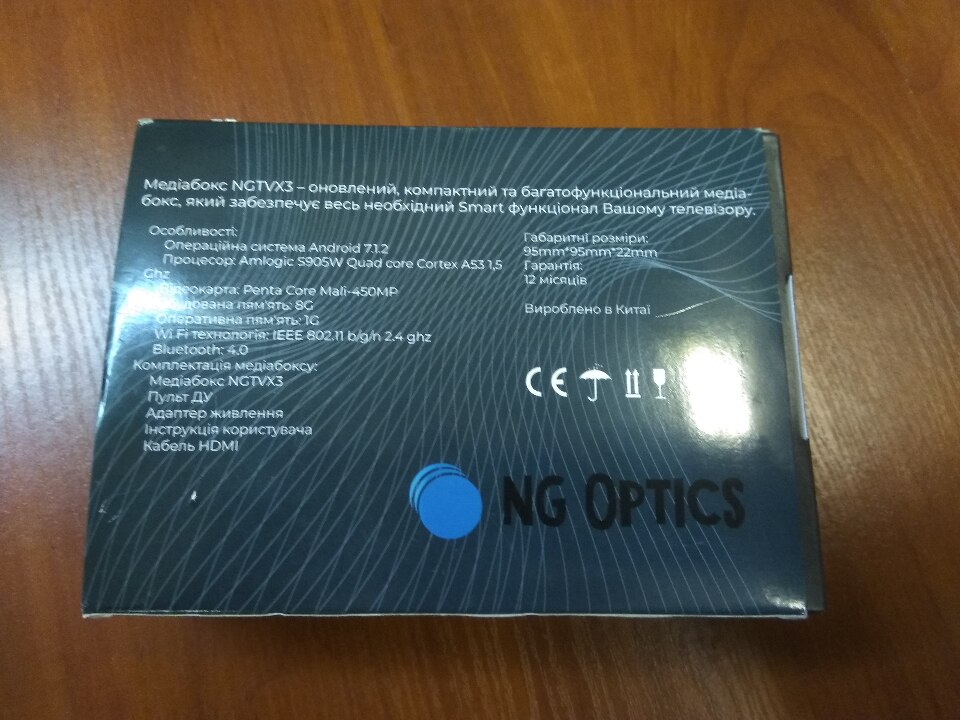 Медіабокс NGTVX3 – оновлений, компактний та багатофункціональний медіа-
бокс, який забезпечує весь необхідний Smart функціонал Вашому телевізору.
Особливості:
Операційна система Android 7.1.2
Процесор: Amlogic S905W Quad core Cortex A53 1,5
Ghz
Відеокарта: Penta Core Mali-450MP
пям'ять: 8G
Оперативна пям'ять: 1G
Wi Fi технологія: IEEE 802.11 b/g/n 2.4 ghz
Bluetooth: 4.0
Комплектація медіабоксу:
Медіабокс NGTVX3
Пульт ДУ
Адаптер живлення
Інструкція користувача
Кабель HDMI
Габаритні розміри:
95mm*95mm*22mm
Гарантія:
12 місяців
Вироблено в Китаї
CE
NG OPTICS